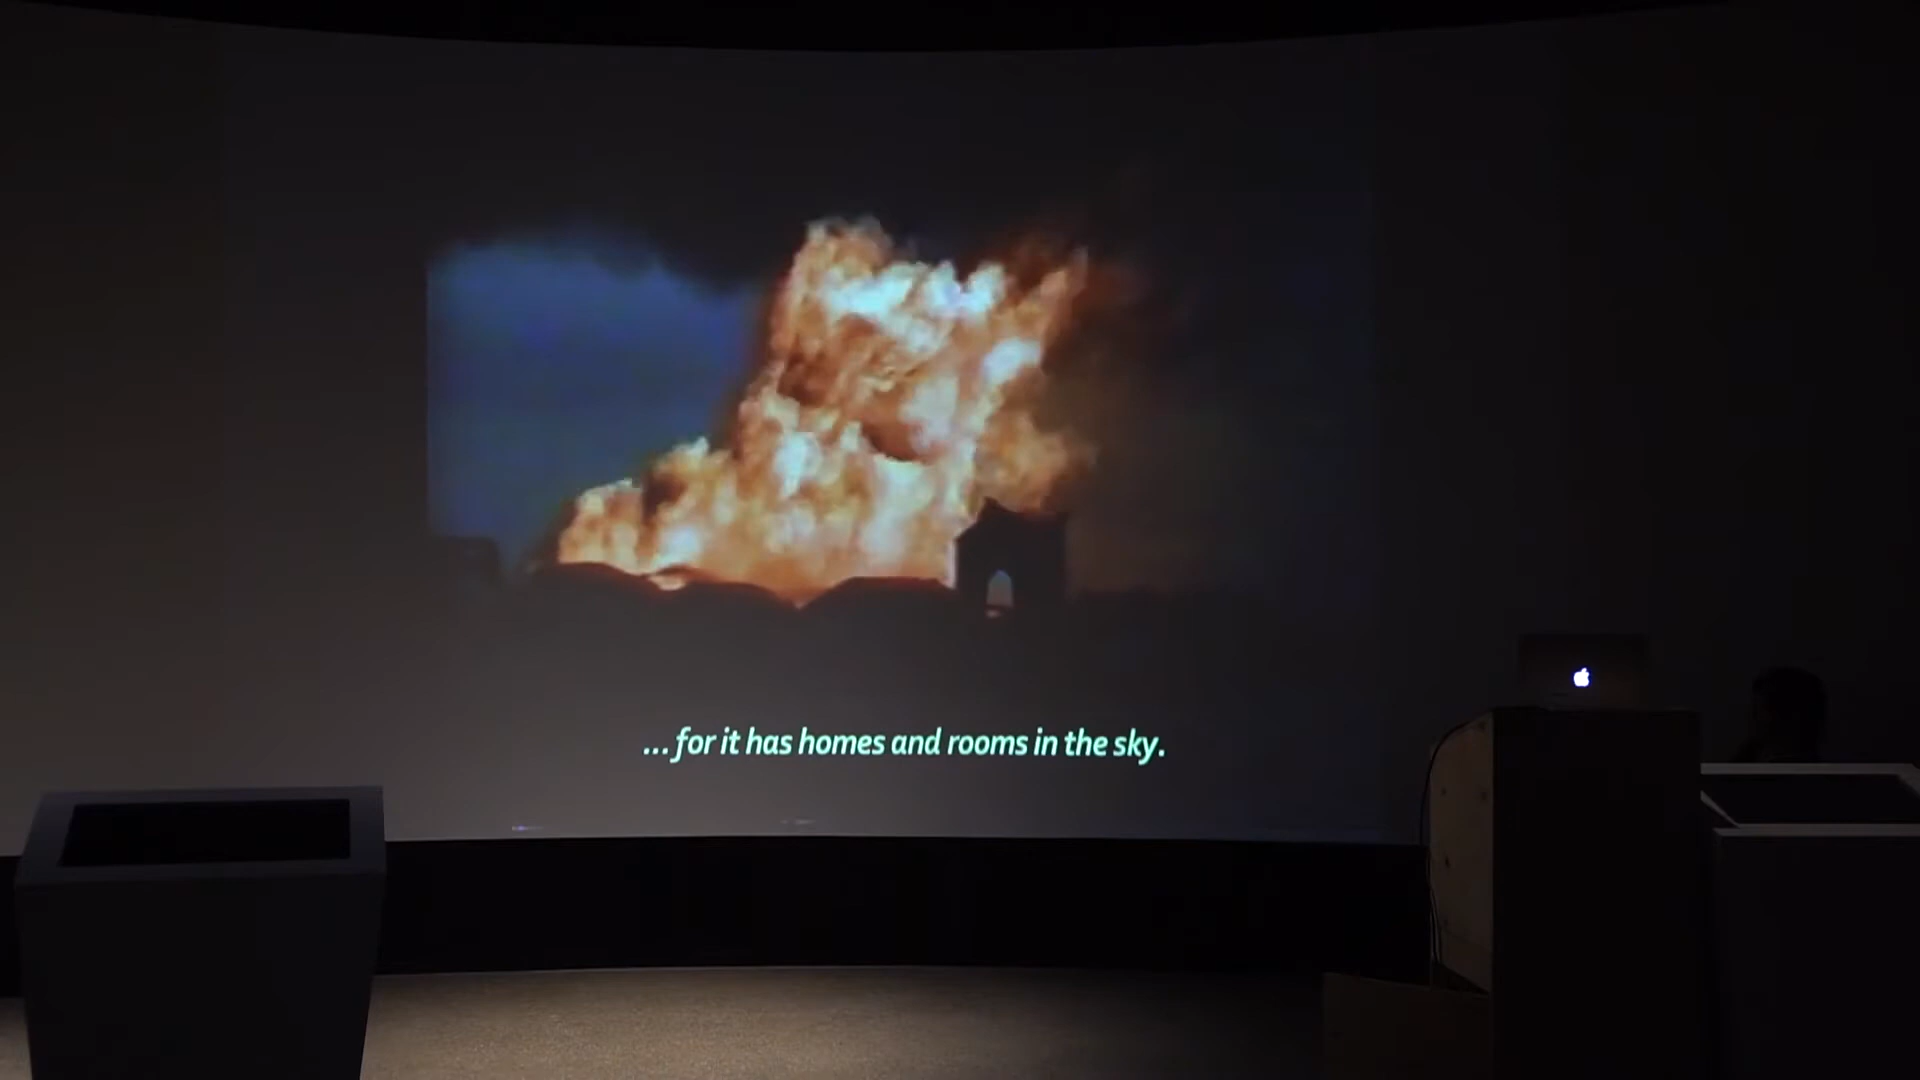 ...for it has homes and rooms in the sky.